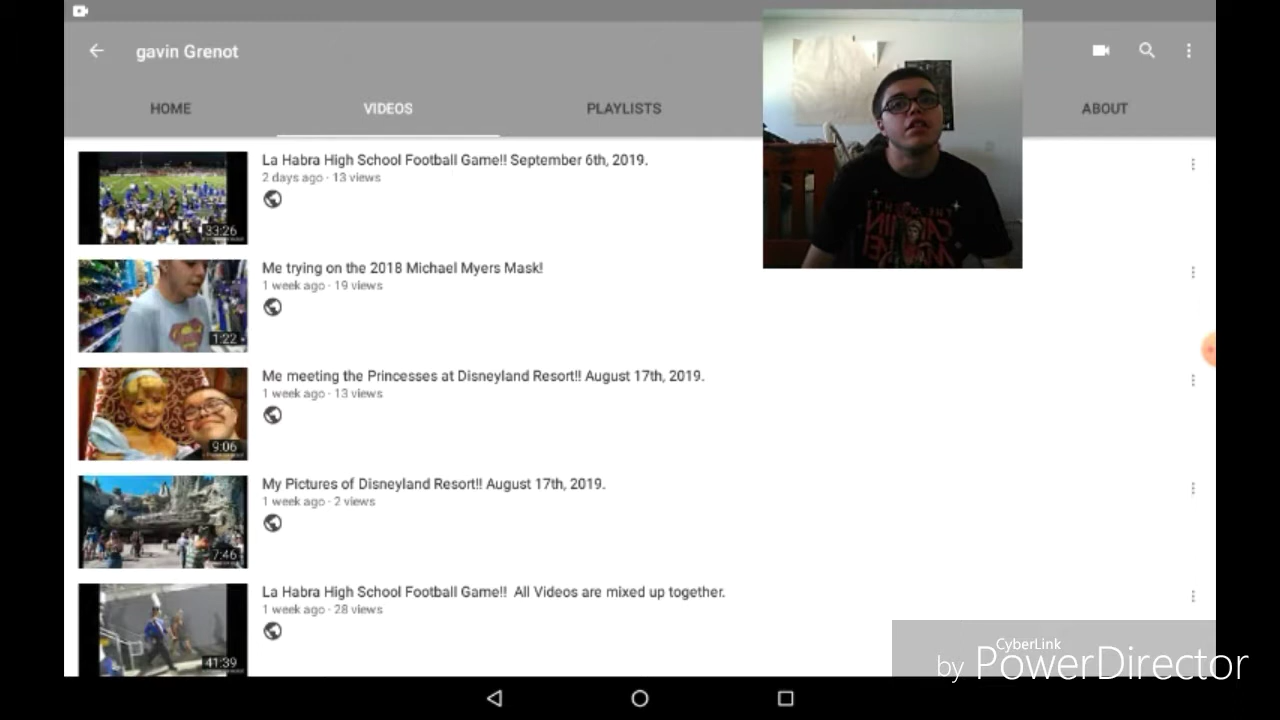 gavin Grenot
HOME
VIDEOS
PLAYLISTS
ABOUT
La Habra High School Football Game!! September 6th, 2019.
2 days ago · 13 views
33:26
Me trying on the 2018 Michael Myers Mask!
1 week ago · 19 views
1:22
Me meeting the Princesses at Disneyland Resort!! August 17th, 2019.
1 week ago · 13 views
9:06
My Pictures of Disneyland Resort!! August 17th, 2019.
1 week ago · 2 views
7:46
La Habra High School Football Game!! All Videos are mixed up together.
1 week ago · 28 views
41:39
CyberLink
by PowerDirector